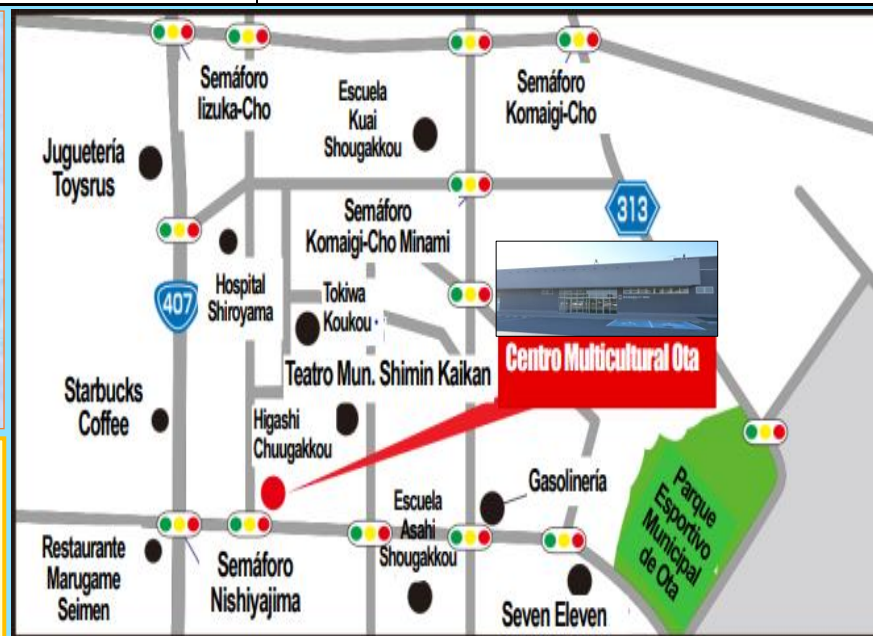 Semáforo
Iizuka-Cho
Escuela
Kuai
Shougakkou
Semáforo
Komaigi-Cho
Juguetería
Toysrus
313
Semáforo
Komaigi-Cho Minami
407
Hospital
Shiroyama
Tokiwa
Koukou
Centro Multicultural Ota
Teatro Mun. Shimin Kaikan
Starbucks
Coffee
Higashi
Chuugakkou
Gasolinería
Parque
Esportivo
Municipal
de Ota
Escuela
Asahi
Shougakkou
Restaurante
Marugame
Seimen
Semáforo
Nishiyajima
Seven Eleven